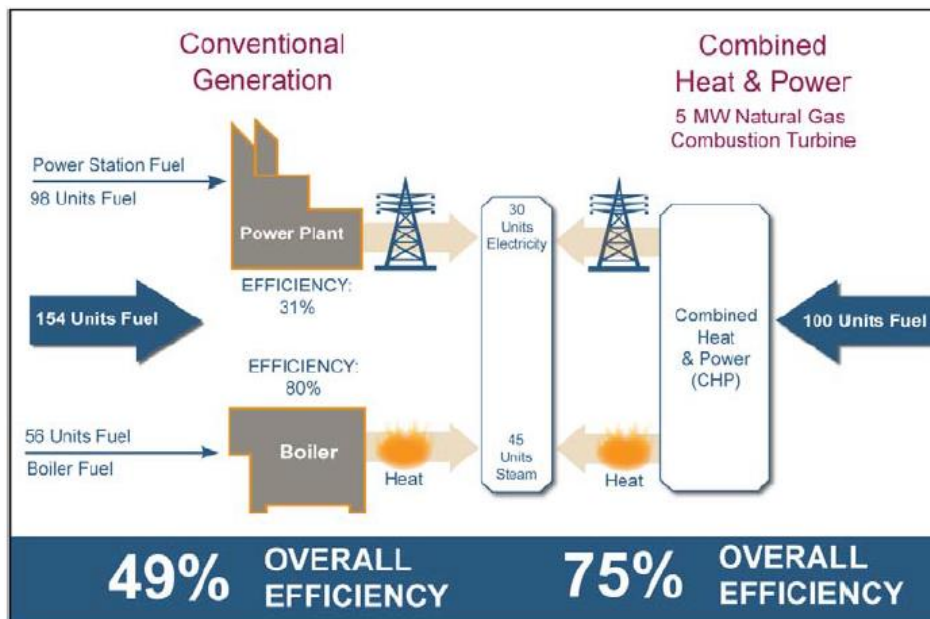 Conventional
Generation
Combined
Heat & Power
5 MW Natural Gas
Combustion Turbine
Power Station Fuel
98 Units Fuel
Power Plant
30
Units
Electricity
EFFICIENCY:
31%
154 Units Fuel
Combined
Heat
& Power
(CHP)
100 Units Fuel
EFFICIENCY:
80%
56 Units Fuel
Boiler Fuel
Boiler
Heat
45
Units
Steam
Heat
49% OVERALL
EFFICIENCY
75% OVERALL
EFFICIENCY